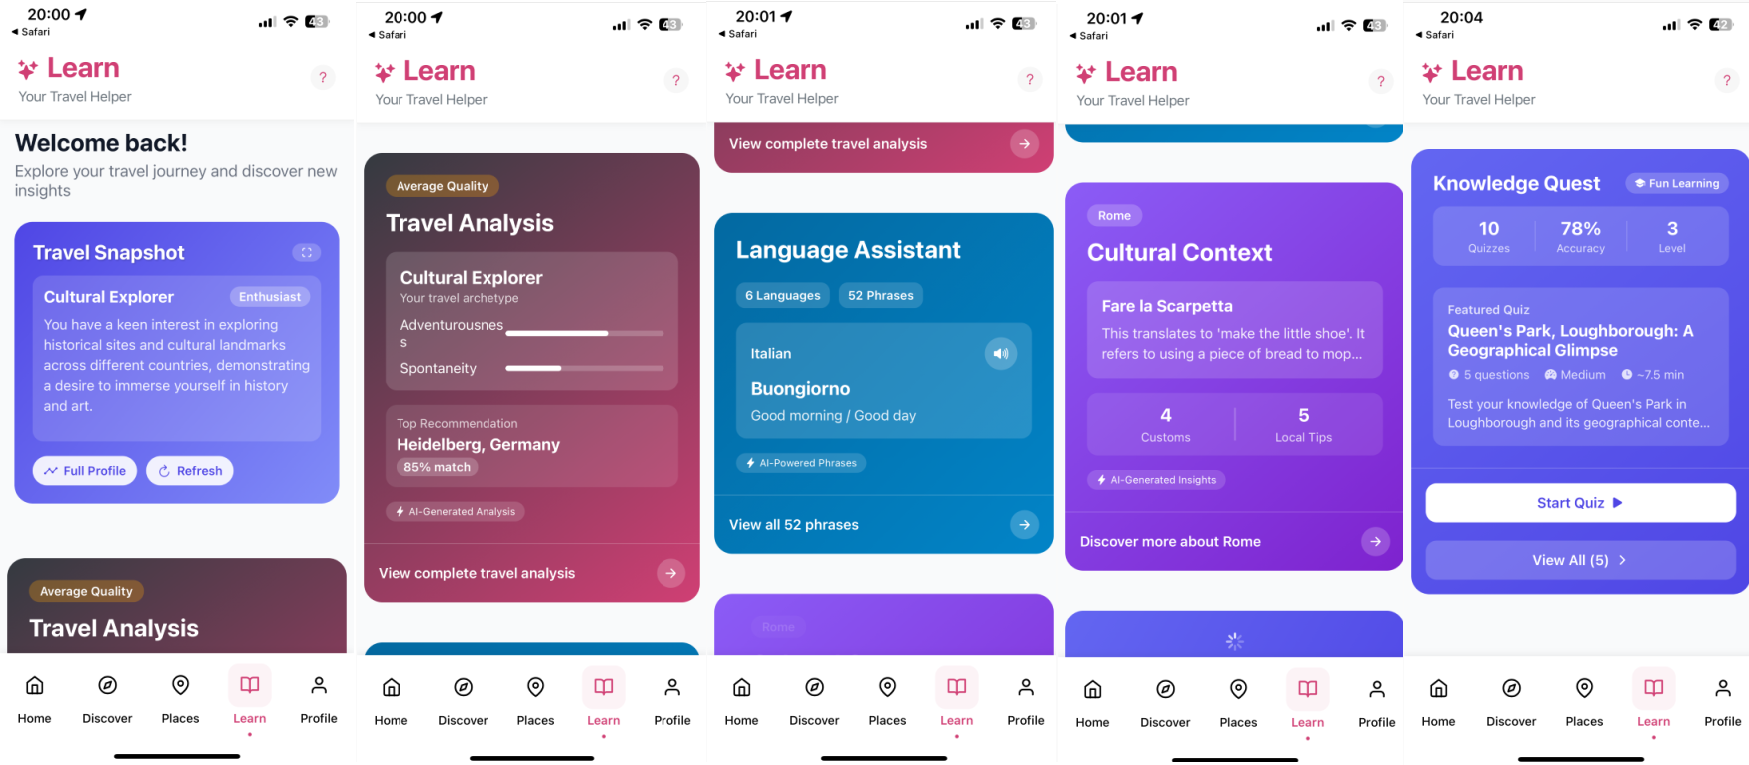 20:00
43
Safari
Learn
?
Your Travel Helper
Welcome back!
Explore your travel journey and discover new
insights
Travel Snapshot
Cultural Explorer
Enthusiast
You have a keen interest in exploring
historical sites and cultural landmarks
across different countries, demonstrating
a desire to immerse yourself in history
and art.
Full Profile
Refresh
Average Quality
Travel Analysis
Home
Discover
Places
Learn
Profile
20:00
43
Safari
Learn
?
Your Travel Helper
Average Quality
Travel Analysis
Cultural Explorer
Your travel archetype
Adventurousnes
s
Spontaneity
Top Recommendation
Heidelberg, Germany
85% match
AI-Generated Analysis
View complete travel analysis
Home
Discover
Places
Learn
Profile
20:01
43
Safari
Learn
?
Your Travel Helper
View complete travel analysis
Language Assistant
6 Languages
52 Phrases
Italian
Buongiorno
Good morning / Good day
AI-Powered Phrases
View all 52 phrases
Rome
Home
Discover
Places
Learn
Profile
20:01
43
Safari
Learn
?
Your Travel Helper
Rome
Cultural Context
Fare la Scarpetta
This translates to 'make the little shoe'. It
refers to using a piece of bread to mop...
4
Customs
5
Local Tips
AI-Generated Insights
Discover more about Rome
Home
Discover
Places
Learn
Profile
20:04
42
Safari
Learn
?
Your Travel Helper
Knowledge Quest
Fun Learning
10
Quizzes
78%
Accuracy
3
Level
Featured Quiz
Queen's Park, Loughborough: A
Geographical Glimpse
5 questions
Medium
~7.5 min
Test your knowledge of Queen's Park in
Loughborough and its geographical conte...
Start Quiz
View All (5)
Home
Discover
Places
Learn
Profile